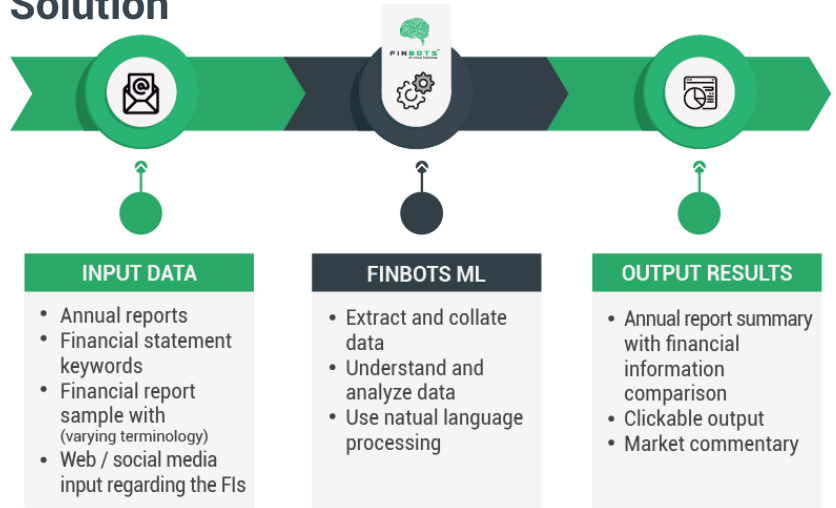 Solution
@
FINBOTS
INPUT DATA
• Annual reports
• Financial statement
keywords
• Financial report
sample with
(varying terminology)
• Web / social media
input regarding the FIs
FINBOTS ML
• Extract and collate
data
• Understand and
analyze data
• Use natual language
processing
OUTPUT RESULTS
• Annual report summary
with financial
information
comparison
• Clickable output
• Market commentary